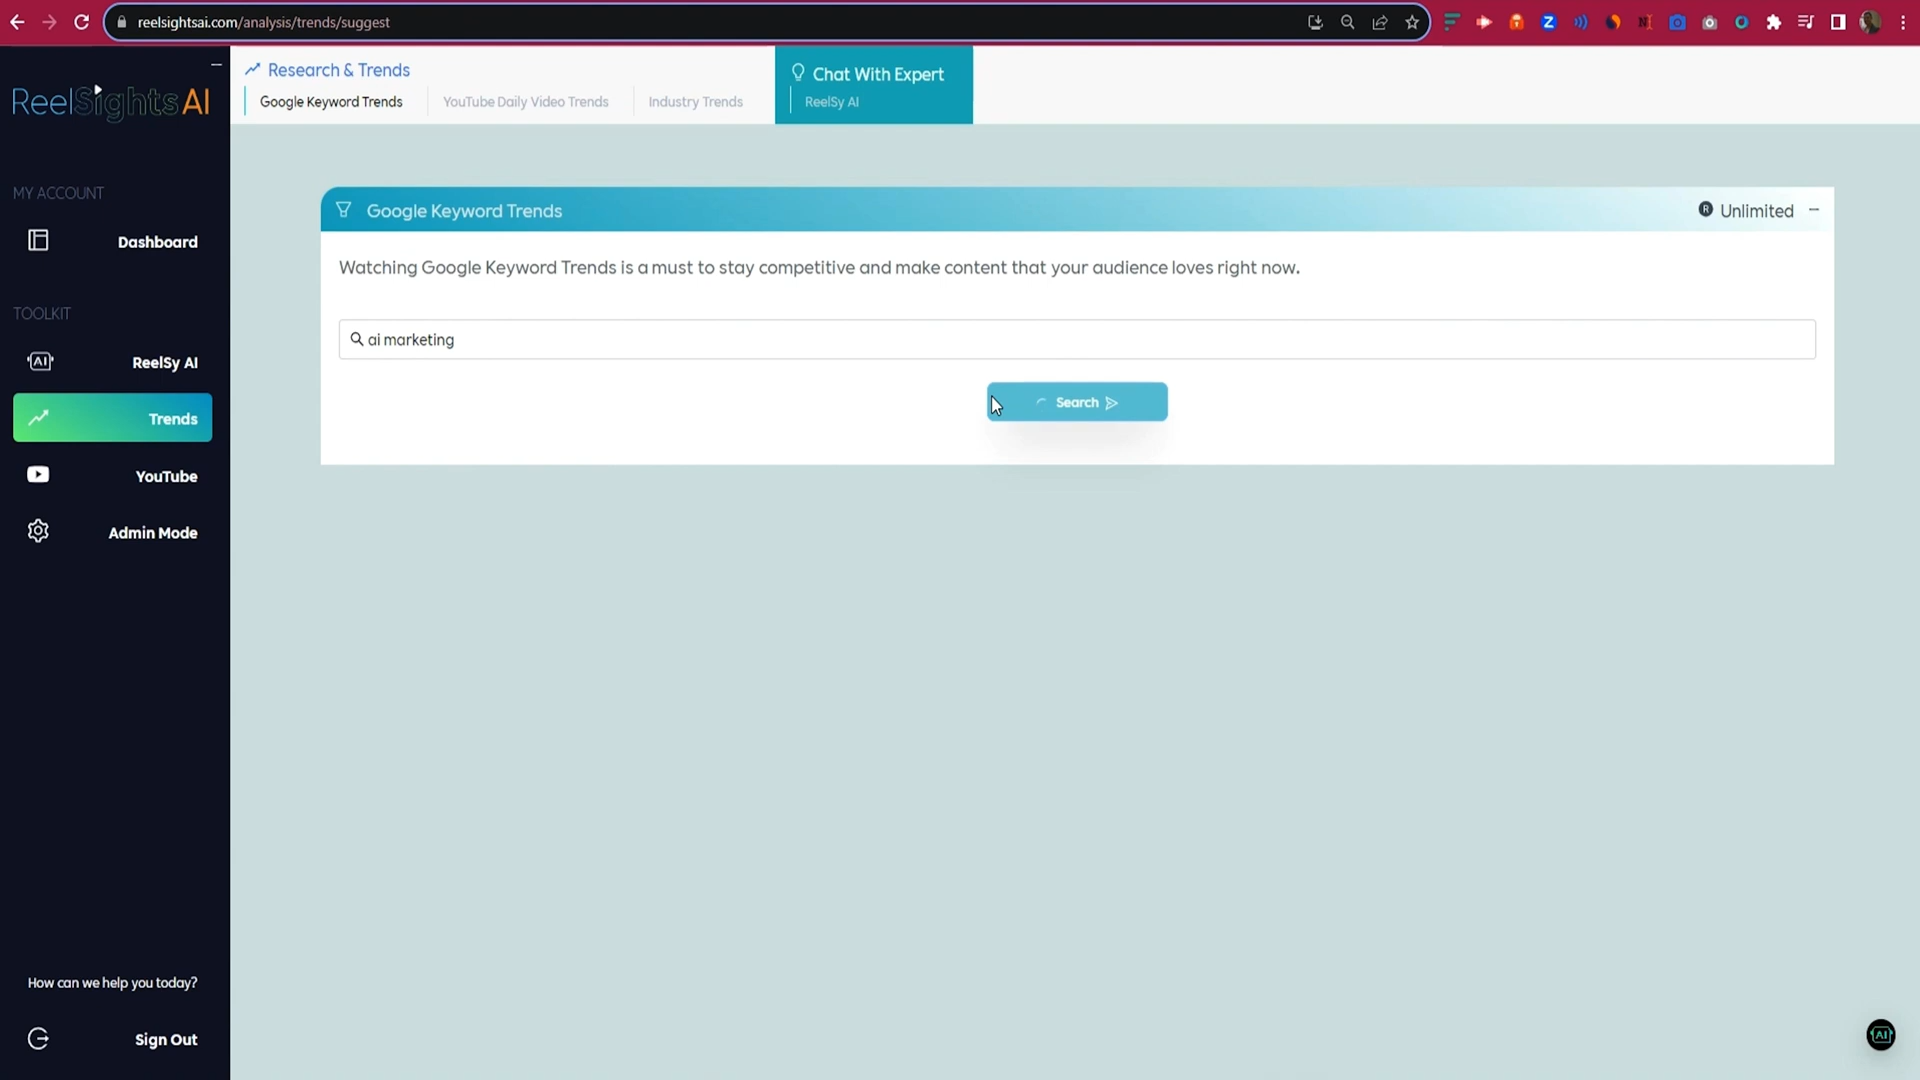 reelsightsai.com/analysis/trends/suggest
ReelSights AI
MY ACCOUNT
Dashboard
TOOLKIT
AI
ReelSy AI
Trends
YouTube
Admin Mode
How can we help you today?
Sign Out
Research & Trends
Google Keyword Trends
YouTube Daily Video Trends
Industry Trends
Chat With Expert
ReelSy AI
Google Keyword Trends
R Unlimited
Watching Google Keyword Trends is a must to stay competitive and make content that your audience loves right now.
ai marketing
Search
AI